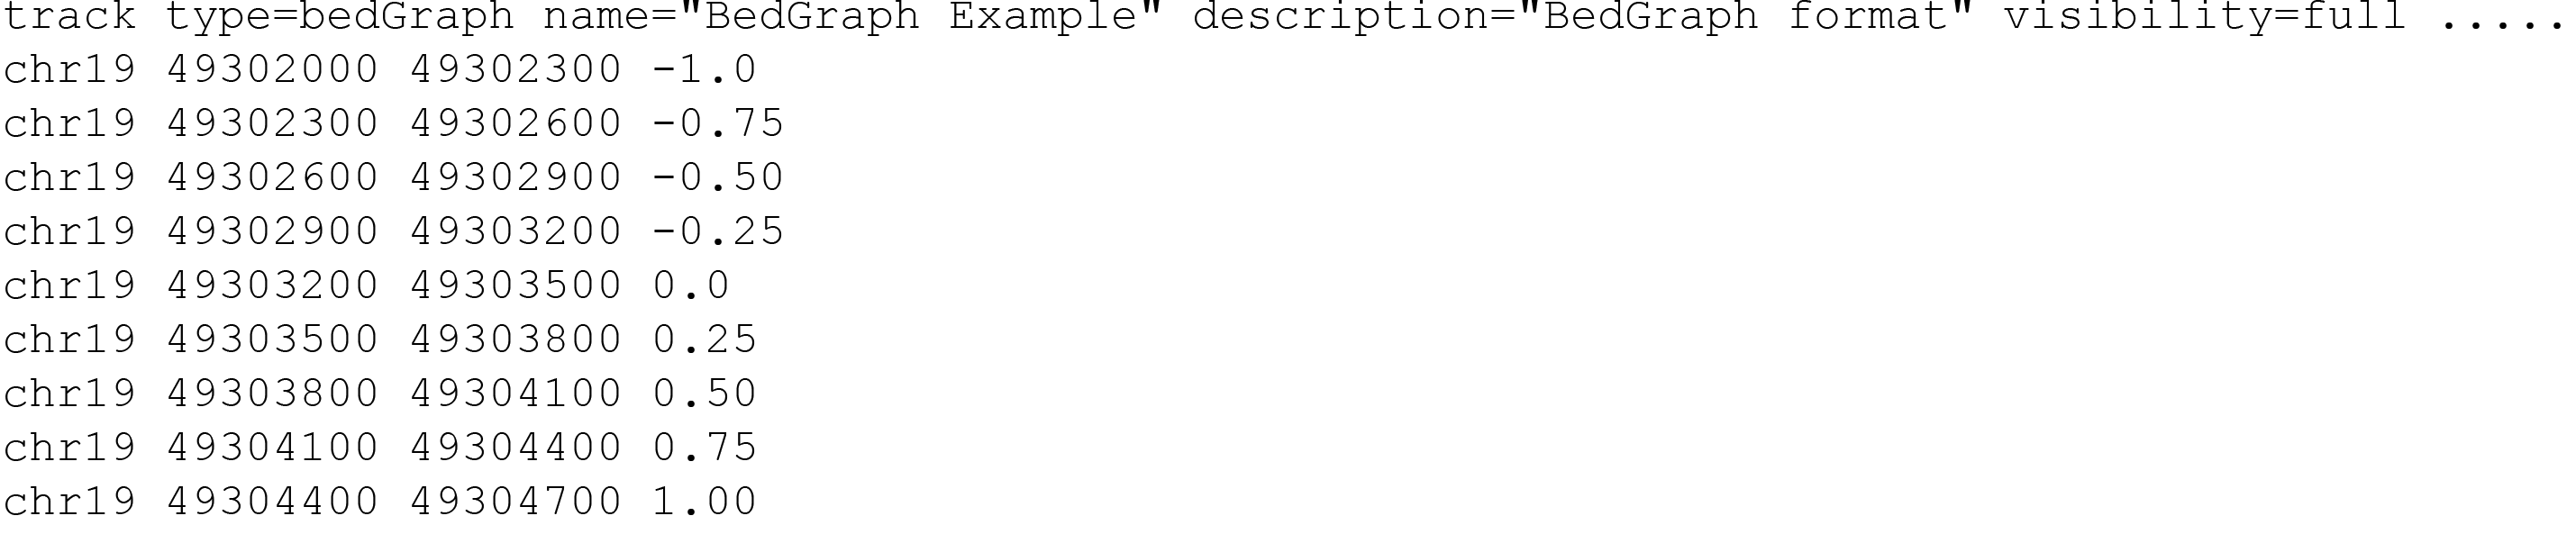 track type=bedGraph name="BedGraph Example" description="BedGraph format" visibility=full .....
chr19 49302000 49302300 -1.0
chr19 49302300 49302600 -0.75
chr19 49302600 49302900 -0.50
chr19 49302900 49303200 -0.25
chr19 49303200 49303500 0.0
chr19 49303500 49303800 0.25
chr19 49303800 49304100 0.50
chr19 49304100 49304400 0.75
chr19 49304400 49304700 1.00